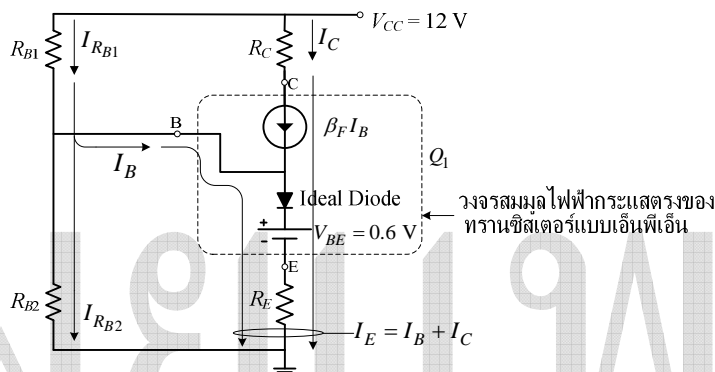 V_CC = 12 V
R_B1
I_R_B1
R_C
I_C
C
B
β_F I_B
Q_1
I_B
Ideal Diode
วงจรสมมูลไฟฟ้ากระแสตรงของ
ทรานซิสเตอร์แบบเอ็นพีเอ็น
+
V_BE = 0.6 V
-
E
R_B2
I_R_B2
R_E
I_E = I_B + I_C